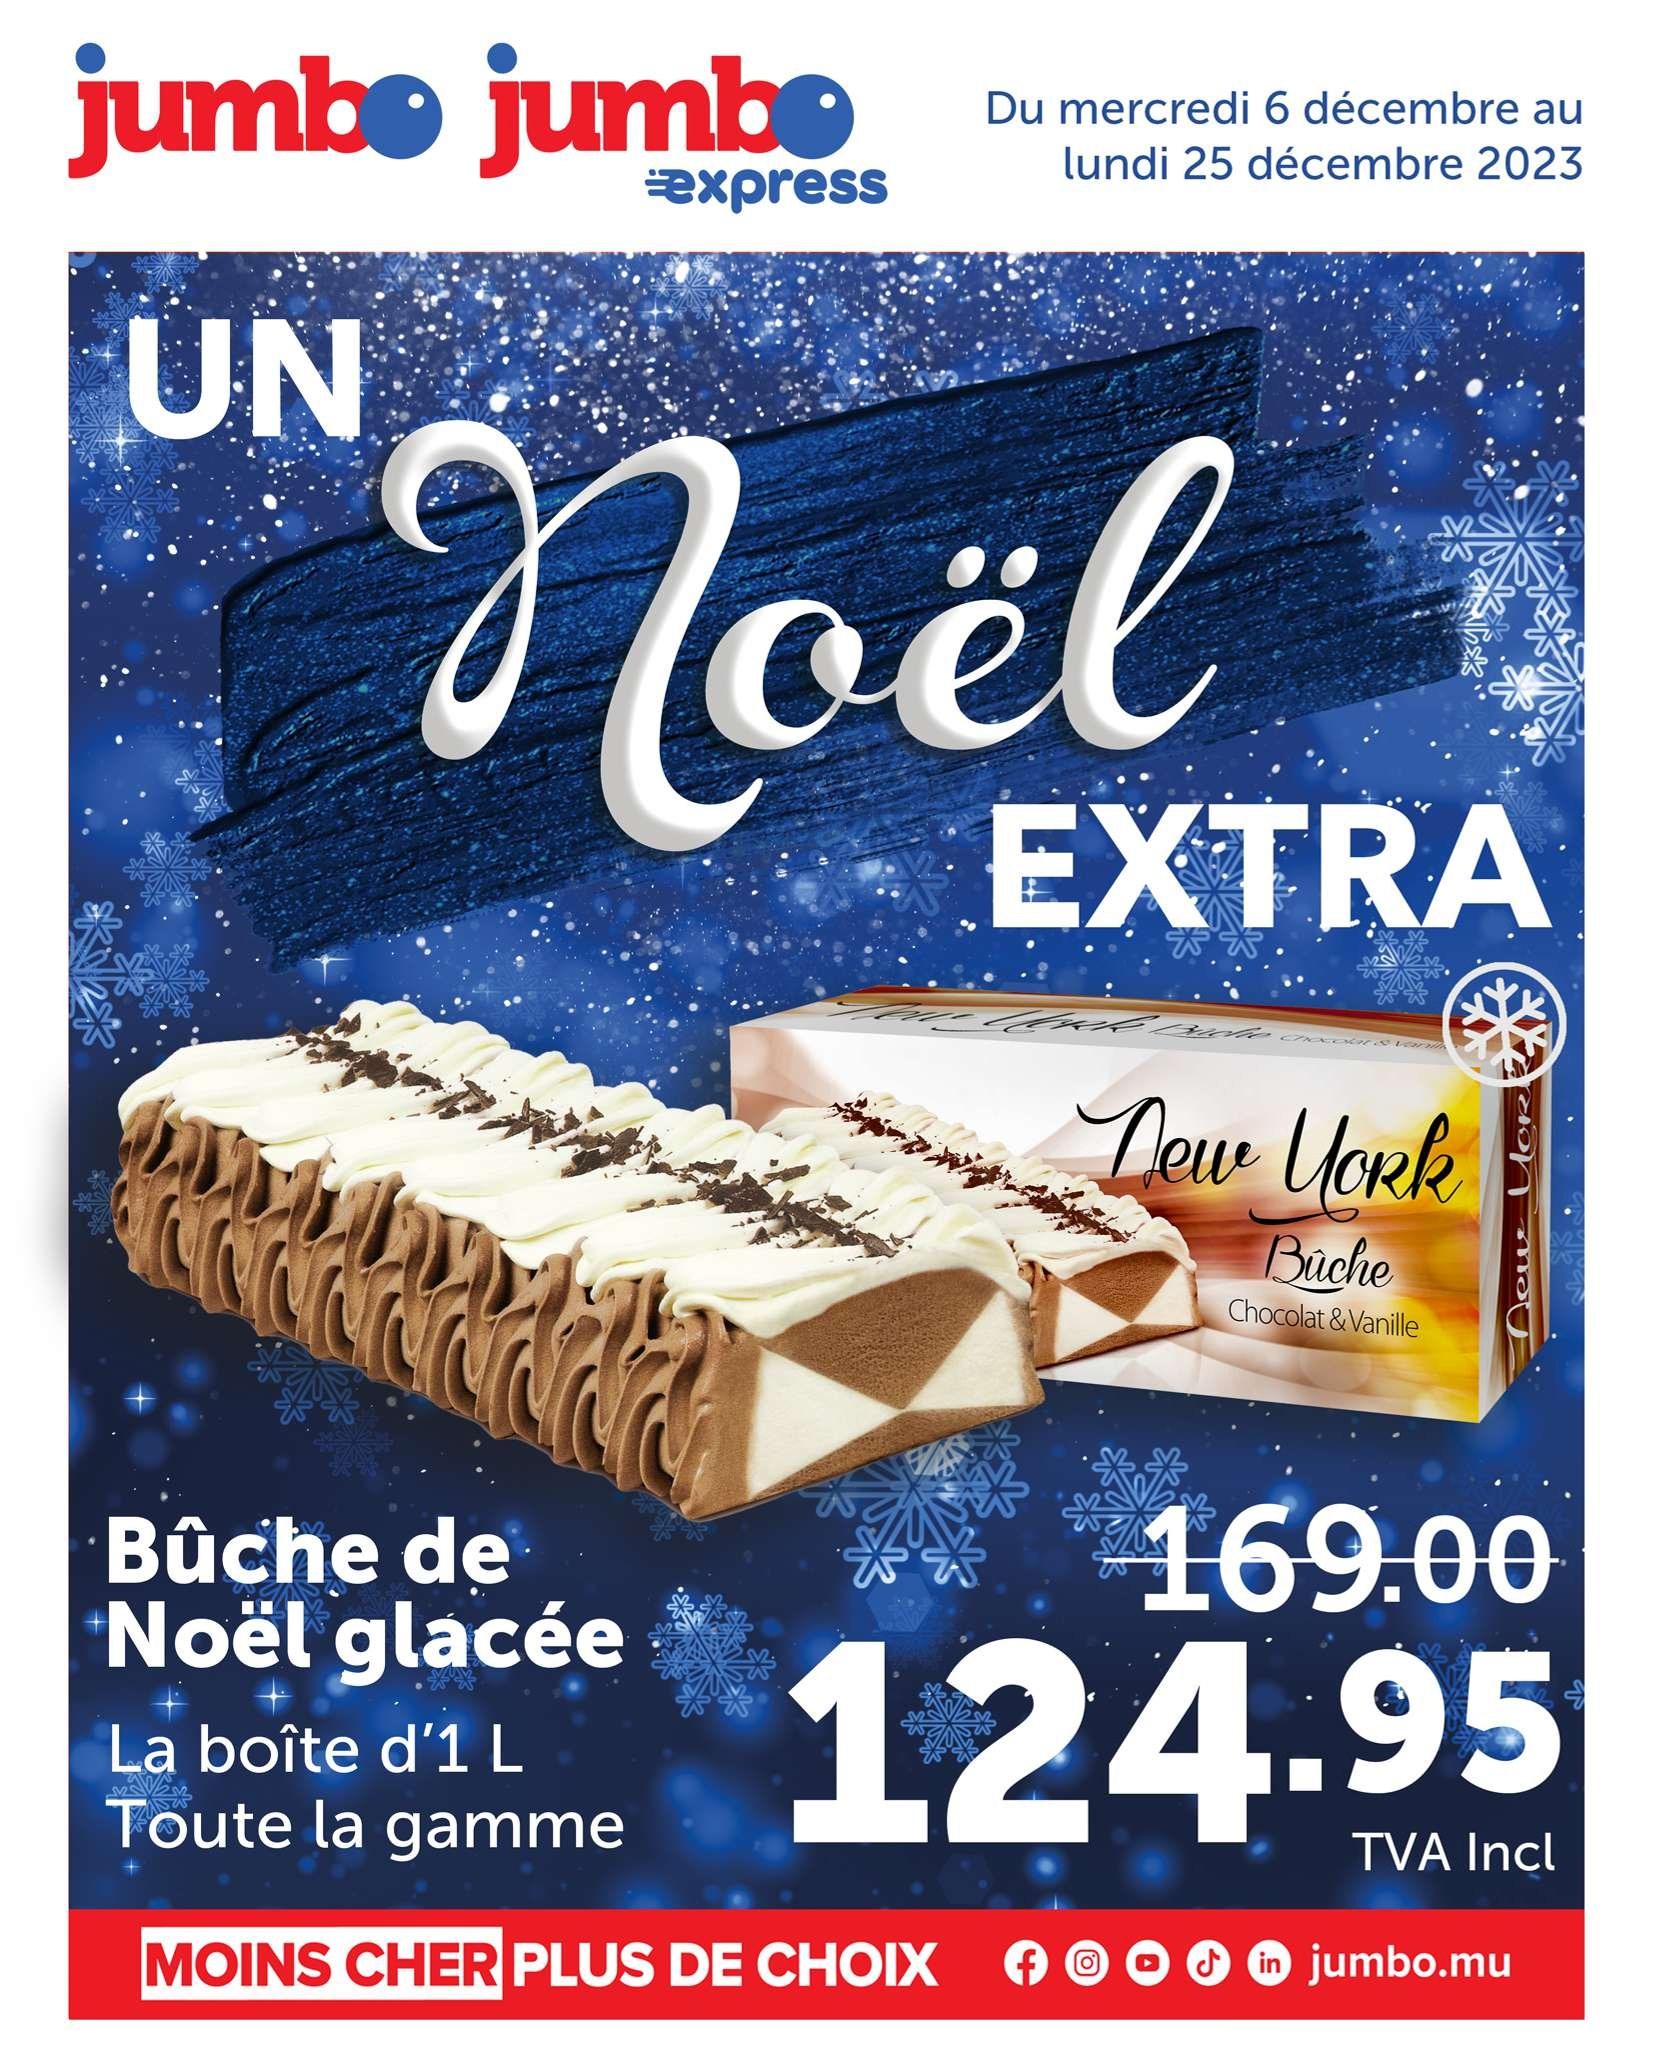 jumbo jumbo
express
Du mercredi 6 décembre au
lundi 25 décembre 2023
UN
Noël
EXTRA
New York Bûche Chocolat & Vanille
New York
Bûche
Chocolat & Vanille
New York
Bûche de
Noël glacée
La boîte d'1 L
Toute la gamme
169.00
124.95
TVA Incl
MOINS CHER PLUS DE CHOIX
jumbo.mu